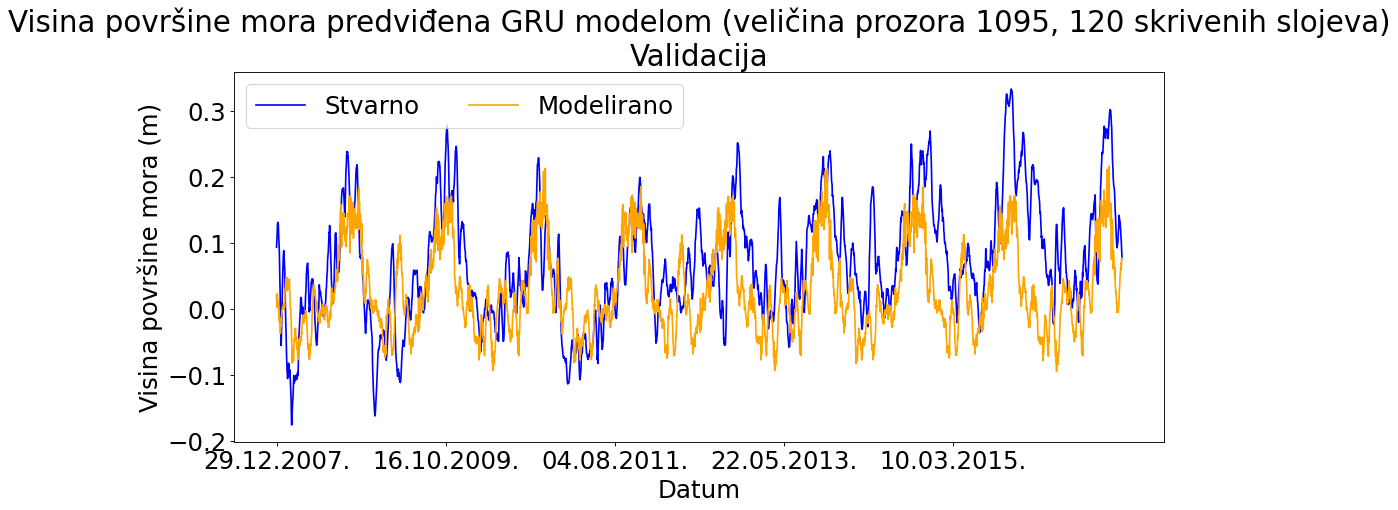 Visina površine mora predviđena GRU modelom (veličina prozora 1095, 120 skrivenih slojeva)
Validacija
Stvarno
Modelirano
Visina površine mora (m)
0.3
0.2
0.1
0.0
−0.1
−0.2
29.12.2007.
16.10.2009.
04.08.2011.
22.05.2013.
10.03.2015.
Datum